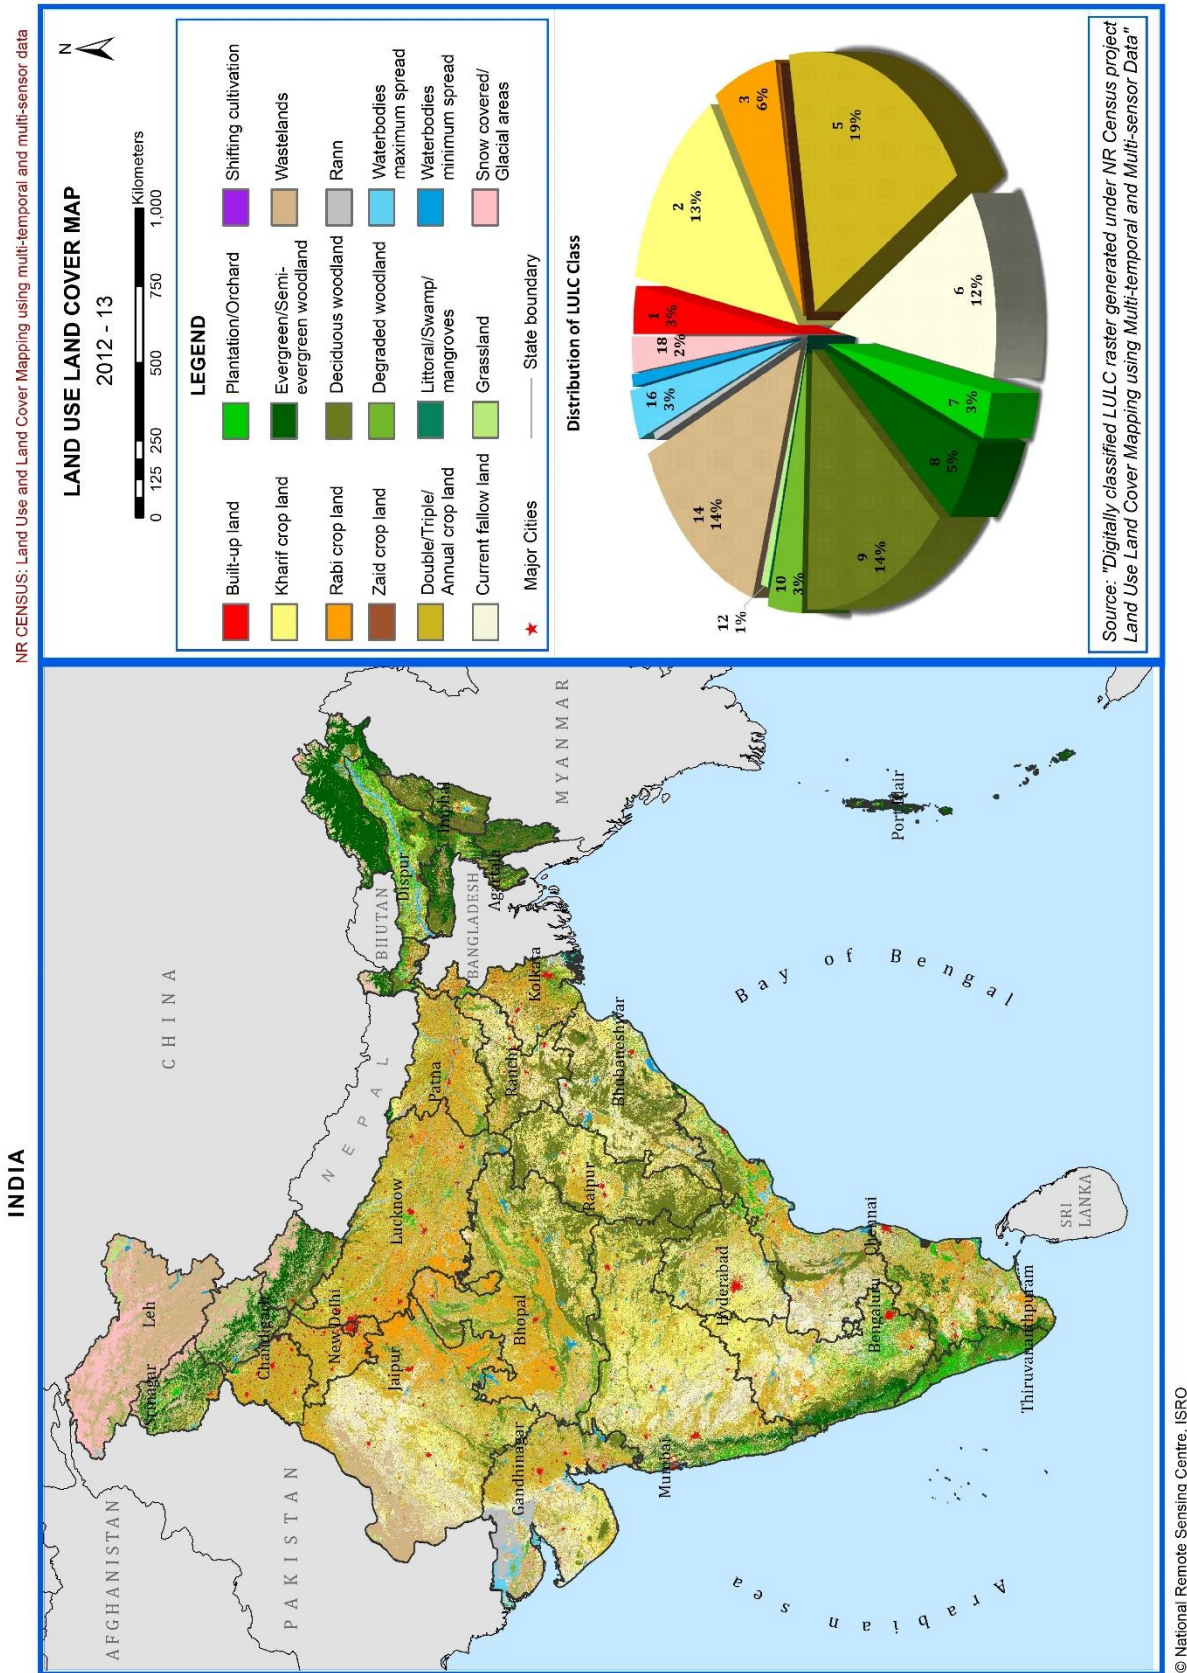 NR CENSUS: Land Use and Land Cover Mapping using multi-temporal and multi-sensor data
INDIA
CHINA
NEPAL
BHUTAN
BANGLADESH
MYANMAR
AFGHANISTAN
PAKISTAN
SRI
LANKA
Bay of Bengal
Arabian sea
Leh
Srinagar
Chandigarh
New Delhi
Jaipur
Lucknow
Patna
Dispur
Imphal
Agartala
Kolkata
Ranchi
Bhopal
Gandhinagar
Raipur
Bhubaneshwar
Mumbai
Hyderabad
Bengaluru
Chennai
Thiruvananthpuram
Port Blair
LAND USE LAND COVER MAP
2012 - 13
N
0 125 250 500 750 1,000
Kilometers
LEGEND
Built-up land
Kharif crop land
Rabi crop land
Zaid crop land
Double/Triple/
Annual crop land
Current fallow land
Major Cities
Plantation/Orchard
Evergreen/Semi-
evergreen woodland
Deciduous woodland
Degraded woodland
Littoral/Swamp/
mangroves
Grassland
State boundary
Shifting cultivation
Wastelands
Rann
Waterbodies
maximum spread
Waterbodies
minimum spread
Snow covered/
Glacial areas
Distribution of LULC Class
1
3%
2
13%
3
6%
5
19%
6
12%
7
3%
8
5%
9
14%
10
3%
12
1%
14
14%
16
3%
18
2%
Source: "Digitally classified LULC raster generated under NR Census project
Land Use Land Cover Mapping using Multi-temporal and Multi-sensor Data"
© National Remote Sensing Centre, ISRO